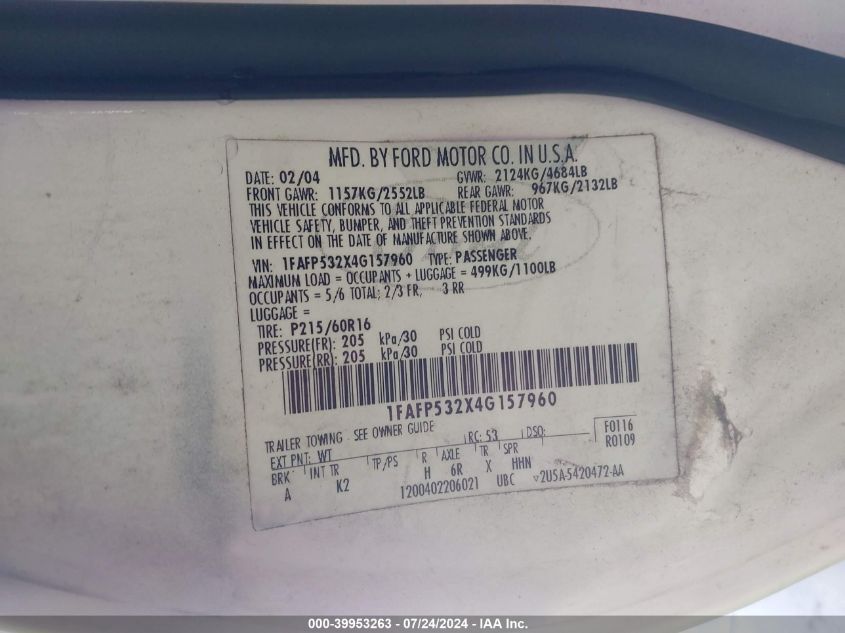 MFD. BY FORD MOTOR CO. IN U.S.A.
DATE: 02/04 GVWR: 2124KG/4684LB
FRONT GAWR: 1157KG/2552LB REAR GAWR: 967KG/2132LB
THIS VEHICLE CONFORMS TO ALL APPLICABLE FEDERAL MOTOR
VEHICLE SAFETY, BUMPER, AND THEFT PREVENTION STANDARDS
IN EFFECT ON THE DATE OF MANUFACTURE SHOWN ABOVE.
VIN: 1FAFP532X4G157960 TYPE: PASSENGER
MAXIMUM LOAD = OCCUPANTS + LUGGAGE = 499KG/1100LB
OCCUPANTS = 5/6 TOTAL; 2/3 FR, 3 RR
LUGGAGE =
TIRE: P215/60R16
PRESSURE(FR): 205 kPa/30 PSI COLD
PRESSURE(RR): 205 kPa/30 PSI COLD
1FAFP532X4G157960
TRAILER TOWING - SEE OWNER GUIDE
EXT PNT: WT RC: 53 DSO: F0116
R0109
BRK INT TR TP/PS R AXLE TR SPR
A K2 H 6R X HHN
1200402206021 UBC ▽2USA-5420472-AA
000-39953263 - 07/24/2024 - IAA Inc.